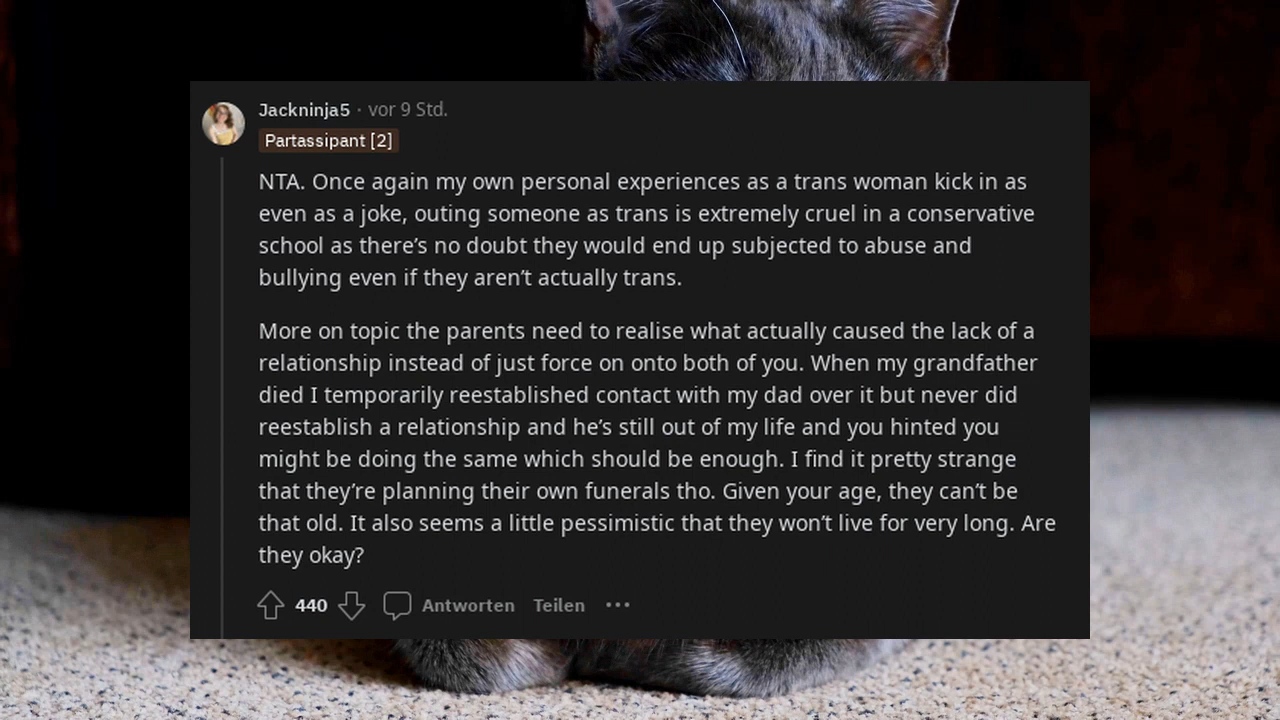 Jackninja5 · vor 9 Std.
Partassipant [2]
NTA. Once again my own personal experiences as a trans woman kick in as
even as a joke, outing someone as trans is extremely cruel in a conservative
school as there’s no doubt they would end up subjected to abuse and
bullying even if they aren’t actually trans.
More on topic the parents need to realise what actually caused the lack of a
relationship instead of just force on onto both of you. When my grandfather
died I temporarily reestablished contact with my dad over it but never did
reestablish a relationship and he’s still out of my life and you hinted you
might be doing the same which should be enough. I find it pretty strange
that they’re planning their own funerals tho. Given your age, they can’t be
that old. It also seems a little pessimistic that they won’t live for very long. Are
they okay?
440 Antworten Teilen ···